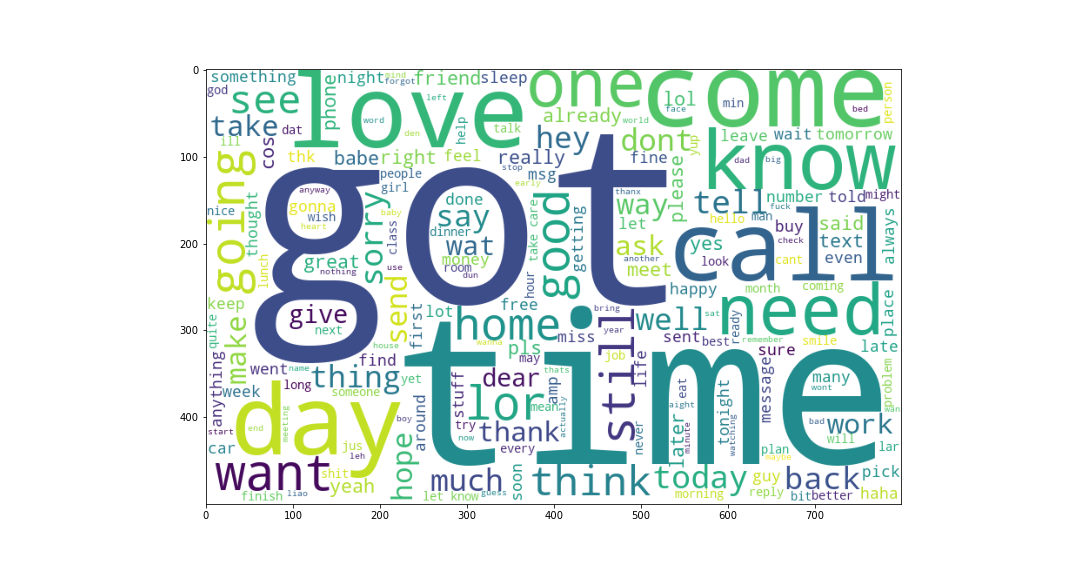 0
100
200
300
400
0
100
200
300
400
500
600
700
something
night
mind
forgot
friend
sleep
one
come
god
see
love
phone
word
left
den
help
talk
already
world
lol
face
min
bed
person
take
dat
ill
cos
thk
babe
right
feel
really
stop
early
msg
hey
dont
fine
yup
leave
wait
tomorrow
know
dad
big
going
nice
thought
lunch
anyway
gonna
wish
heart
great
nothing
got
sorry
people
girl
baby
class
use
done
say
dinner
wat
money
room
dun
take care
hour
good
getting
thanx
way
let
ask
another
meet
please
tell
hello
man
fuck
number
told
might
buy
check
said
text
even
always
yes
look
cant
call
happy
month
coming
need
place
keep
quite
make
give
next
send
house
first
lot
free
home
wanna
bring
year
miss
still
well
sent
sat
best
ready
remember
smile
sure
late
anything
went
name
week
long
find
thing
someone
yet
stuff
pls
may
thats
dear
lor
mean
amp
actually
job
life
eat
aight
minute
never
time
tonight
watching
message
many
wont
problem
wan
start
day
end
meeting
boy
jus
leh
around
try
now
thank
every
later
maybe
plan
bad
work
will
lar
car
want
shit
yeah
hope
much
soon
think
today
guy
back
pick
finish
liao
let know
guess
morning
reply
bit
better
haha